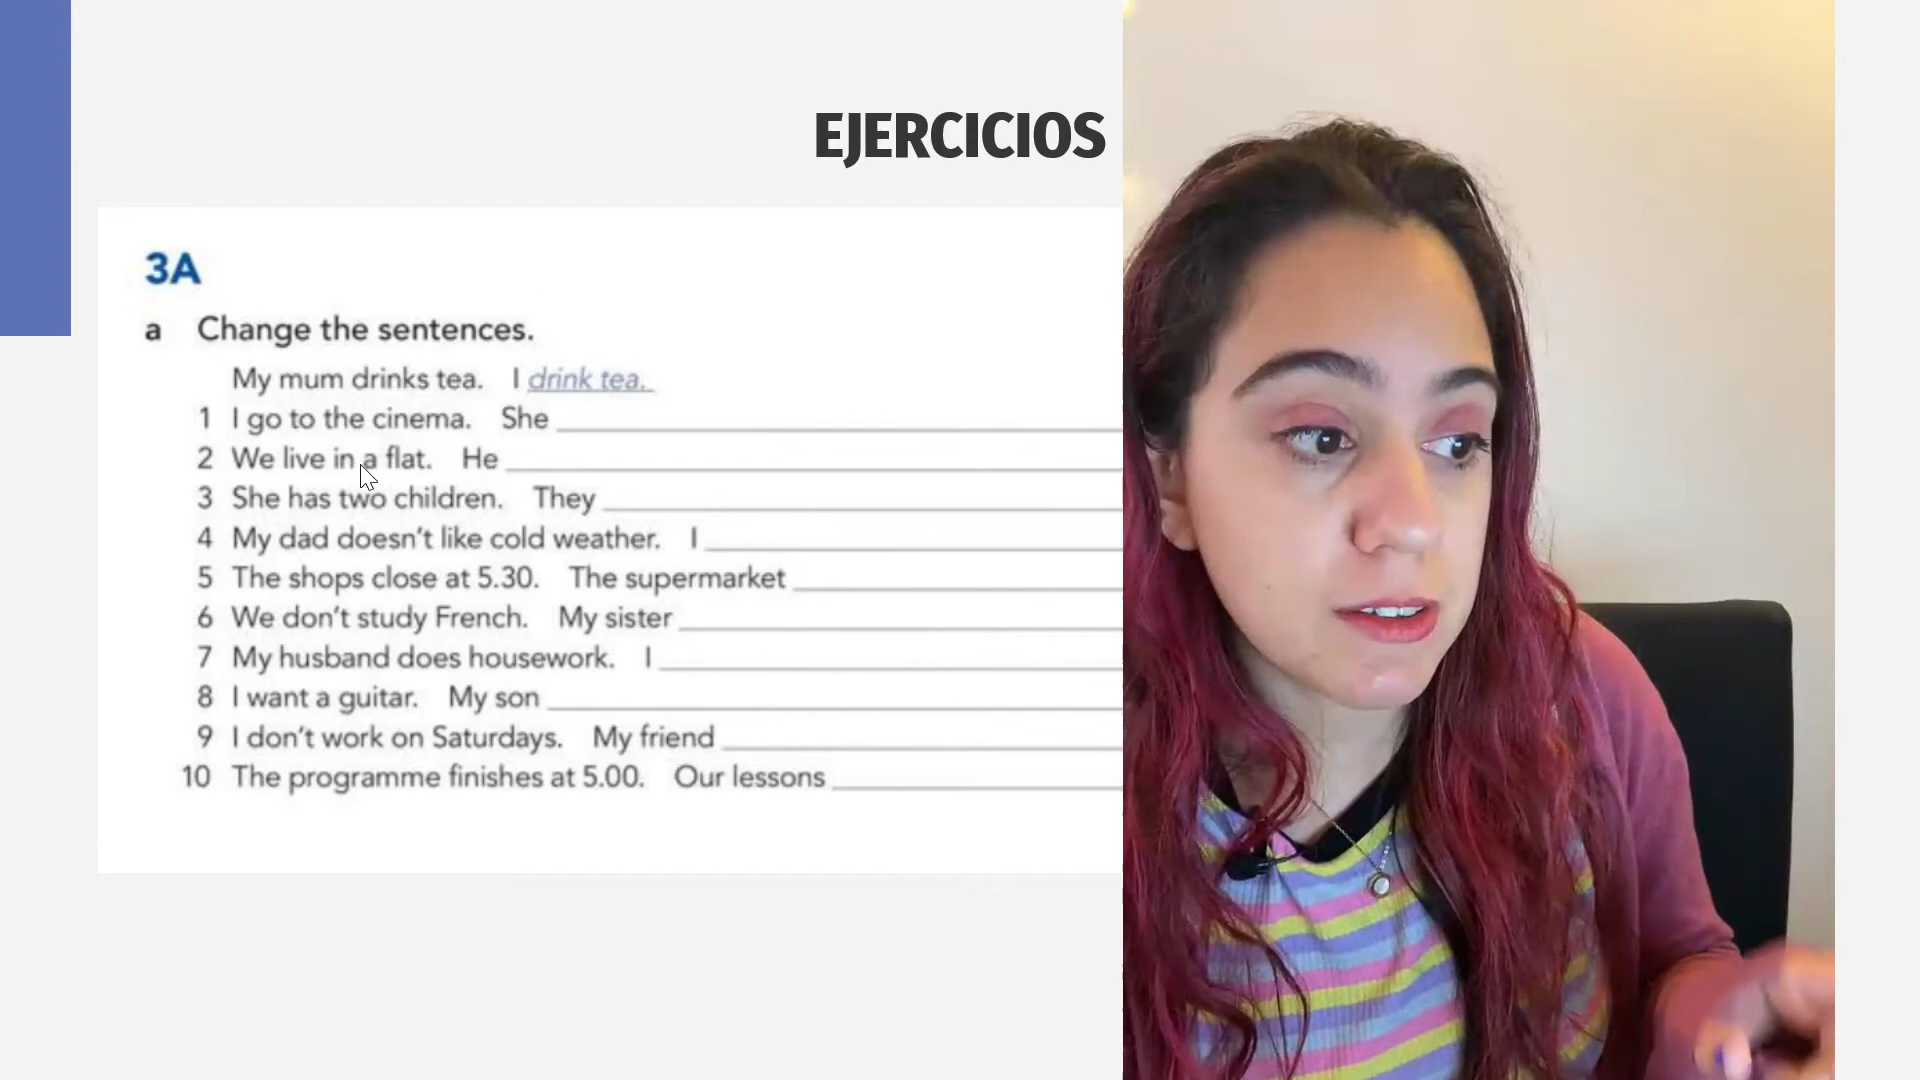 EJERCICIOS
3A
a Change the sentences.
My mum drinks tea. I drink tea.
1 I go to the cinema. She
2 We live in a flat. He
3 She has two children. They
4 My dad doesn't like cold weather. I
5 The shops close at 5.30. The supermarket
6 We don't study French. My sister
7 My husband does housework. I
8 I want a guitar. My son
9 I don't work on Saturdays. My friend
10 The programme finishes at 5.00. Our lessons